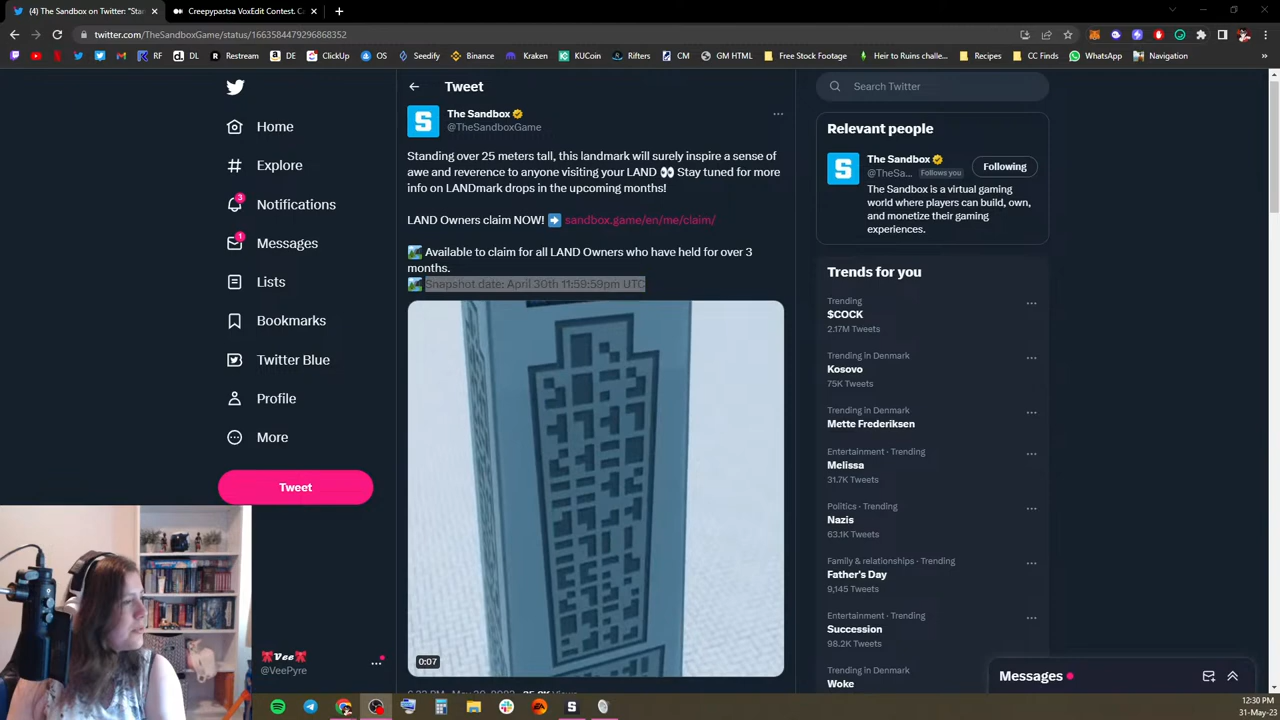 (4) The Sandbox on Twitter: "Sta
Creepypastsa VoxEdit Contest. C
twitter.com/TheSandboxGame/status/1663584479296868352
RF
DL
Restream
DE
ClickUp
OS
Seedify
Binance
Kraken
KUCoin
Rifters
CM
GM HTML
Free Stock Footage
Heir to Ruins challe...
Recipes
CC Finds
WhatsApp
Navigation
Home
Explore
3
Notifications
1
Messages
Lists
Bookmarks
Twitter Blue
Profile
More
Tweet
Vee
@VeePyre
Tweet
The Sandbox
@TheSandboxGame
Standing over 25 meters tall, this landmark will surely inspire a sense of
awe and reverence to anyone visiting your LAND 👀 Stay tuned for more
info on LANDmark drops in the upcoming months!
LAND Owners claim NOW! ➡️ sandbox.game/en/me/claim/
🏞️ Available to claim for all LAND Owners who have held for over 3
months.
🏞️ Snapshot date: April 30th 11:59:59pm UTC
0:07
Search Twitter
Relevant people
The Sandbox
@TheSa... Follows you
Following
The Sandbox is a virtual gaming
world where players can build, own,
and monetize their gaming
experiences.
Trends for you
Trending
$COCK
2.17M Tweets
Trending in Denmark
Kosovo
75K Tweets
Trending in Denmark
Mette Frederiksen
Entertainment · Trending
Melissa
31.7K Tweets
Politics · Trending
Nazis
63.1K Tweets
Family & relationships · Trending
Father's Day
9,145 Tweets
Entertainment · Trending
Succession
98.2K Tweets
Trending in Denmark
Woke
Messages
12:30 PM
31-May-23